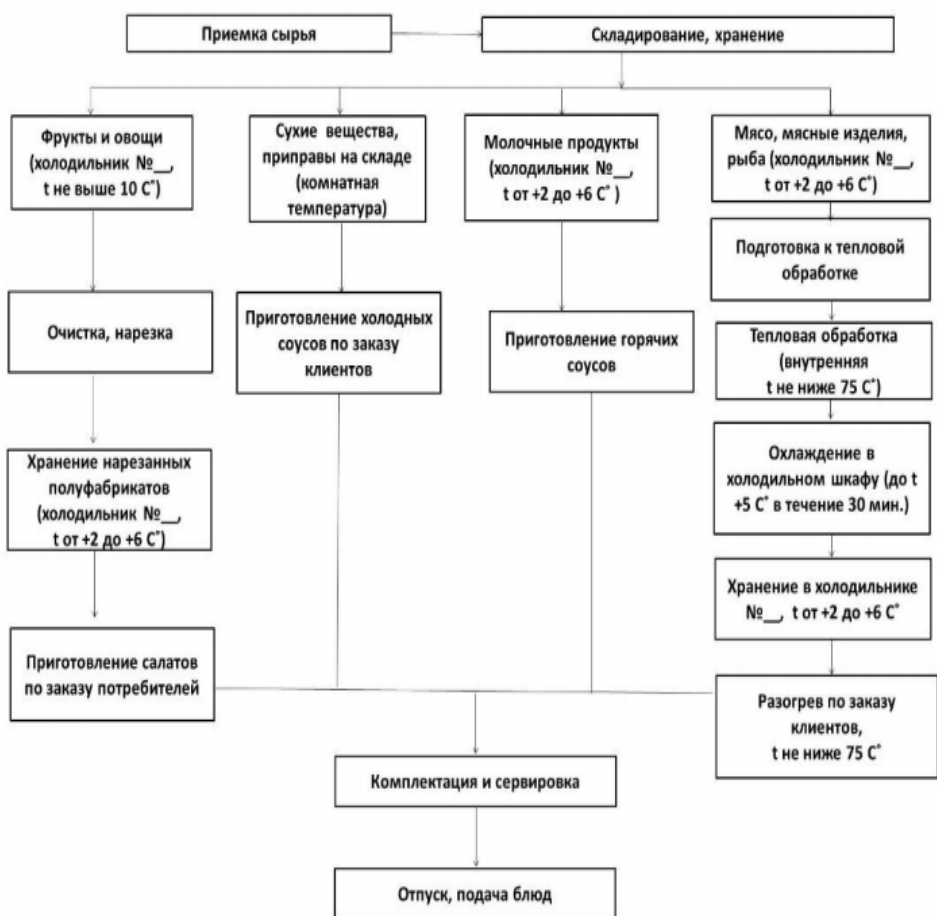 Приемка сырья
Складирование, хранение
Фрукты и овощи
(холодильник №__,
t не выше 10 С˚)
Сухие вещества,
приправы на складе
(комнатная
температура)
Молочные продукты
(холодильник №__,
t от +2 до +6 С˚ )
Мясо, мясные изделия,
рыба (холодильник №__,
t от +2 до +6 С˚)
Подготовка к тепловой
обработке
Очистка, нарезка
Приготовление холодных
соусов по заказу
клиентов
Приготовление горячих
соусов
Тепловая обработка
(внутренняя
t не ниже 75 С˚)
Хранение нарезанных
полуфабрикатов
(холодильник №__,
t от +2 до +6 С˚)
Охлаждение в
холодильном шкафу (до t
+5 С˚ в течение 30 мин.)
Хранение в холодильнике
№__, t от +2 до +6 С˚
Приготовление салатов
по заказу потребителей
Разогрев по заказу
клиентов,
t не ниже 75 С˚
Комплектация и сервировка
Отпуск, подача блюд